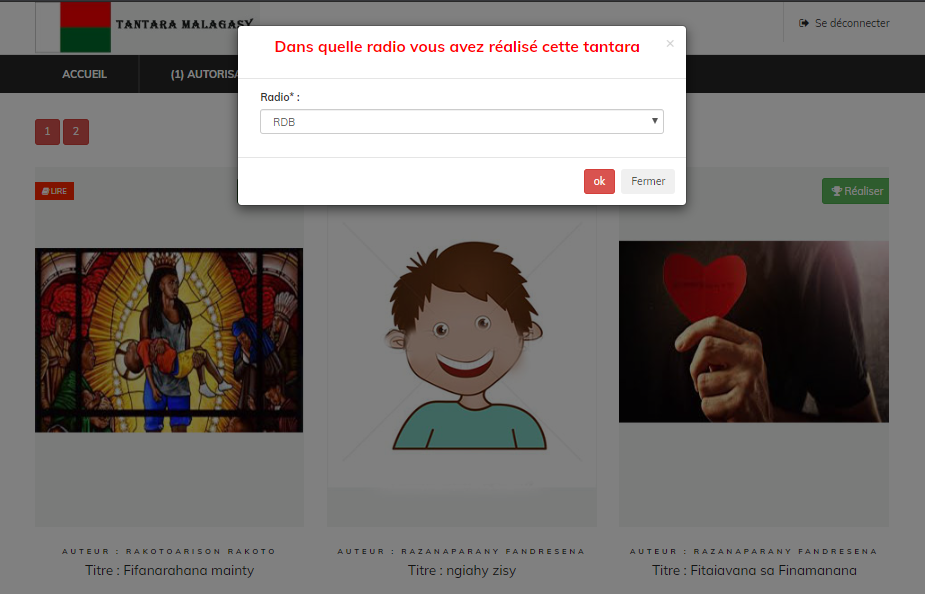 TANTARA MALAGASY
Se déconnecter
Dans quelle radio vous avez réalisé cette tantara
×
ACCUEIL
(1) AUTORISA
Radio* :
RDB
1
2
ok
Fermer
LIRE
Réaliser
AUTEUR : RAKOTOARISON RAKOTO
AUTEUR : RAZANAPARANY FANDRESENA
AUTEUR : RAZANAPARANY FANDRESENA
Titre : Fifanarahana mainty
Titre : ngiahy zisy
Titre : Fitaiavana sa Finamanana